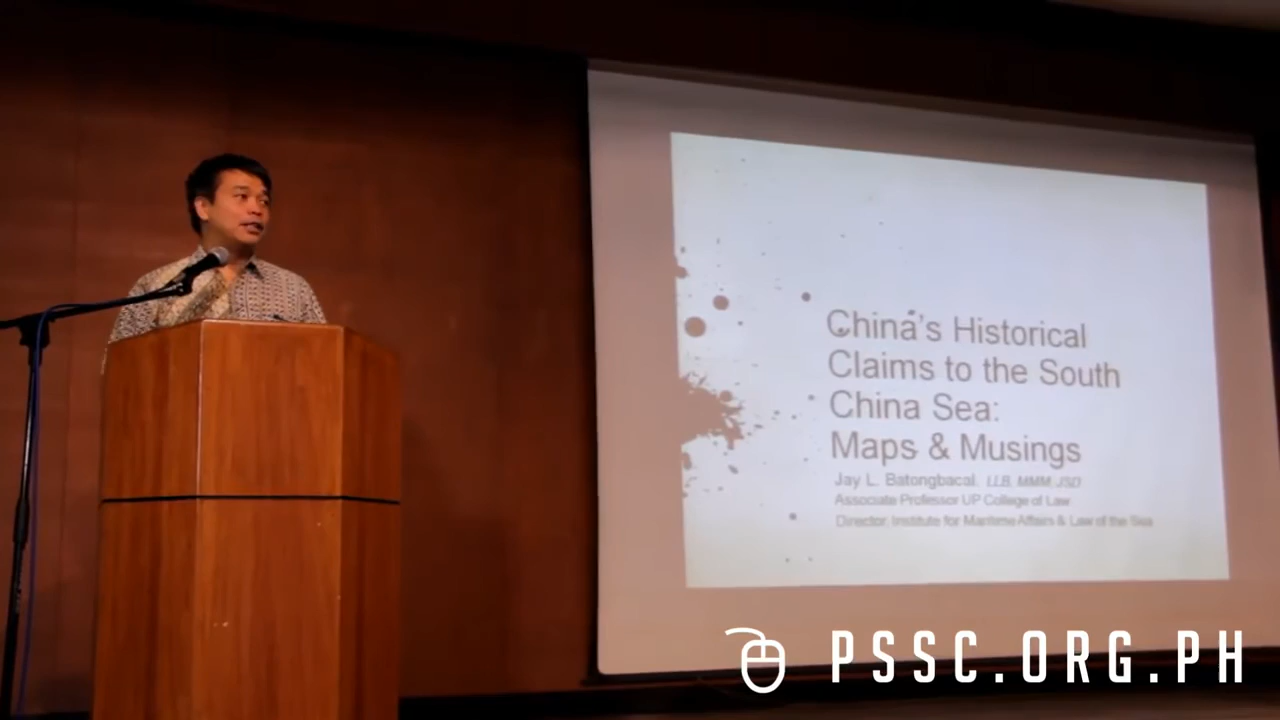 China's Historical
Claims to the South
China Sea:
Maps & Musings
Jay L. Batongbacal. LLB, MMM, JSD
Associate Professor UP College of Law
Director, Institute for Maritime Affairs & Law of the Sea
PSSC.ORG.PH